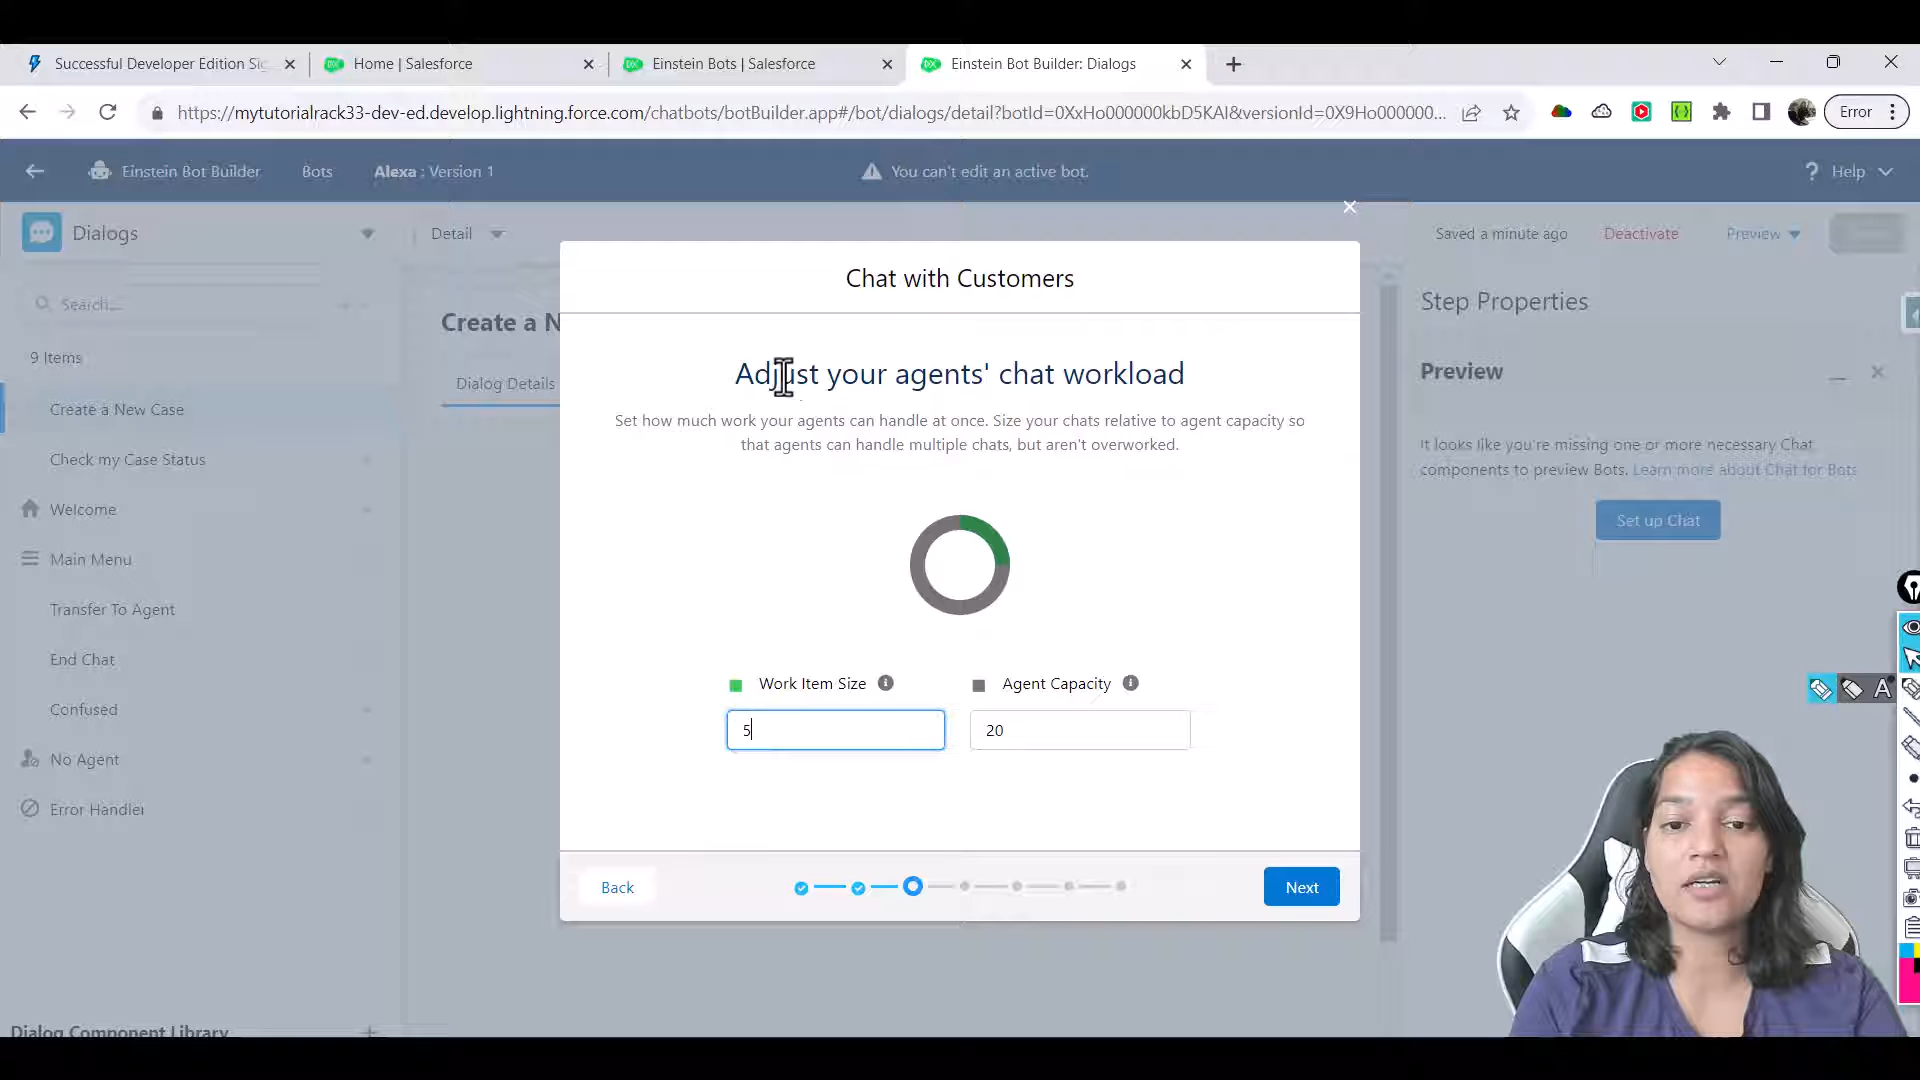 Successful Developer Edition Sig
Home | Salesforce
Einstein Bots | Salesforce
Einstein Bot Builder: Dialogs
https://mytutorialrack33-dev-ed.develop.lightning.force.com/chatbots/botBuilder.app#/bot/dialogs/detail?botId=0XxHo000000kbD5KAI&versionId=0X9Ho000000...
Error
Einstein Bot Builder
Bots
Alexa : Version 1
You can't edit an active bot.
? Help
Dialogs
Detail
Saved a minute ago
Deactivate
Preview
Chat with Customers
Search...
Step Properties
9 Items
Create a N
Preview
Adjust your agents' chat workload
Dialog Details
Create a New Case
Set how much work your agents can handle at once. Size your chats relative to agent capacity so
that agents can handle multiple chats, but aren't overworked.
It looks like you're missing one or more necessary Chat
components to preview Bots. Learn more about Chat for Bots
Check my Case Status
Welcome
Set up Chat
Main Menu
Transfer To Agent
End Chat
Work Item Size
Agent Capacity
A
Confused
5
20
No Agent
Error Handler
Back
Next
Dialog Component Library